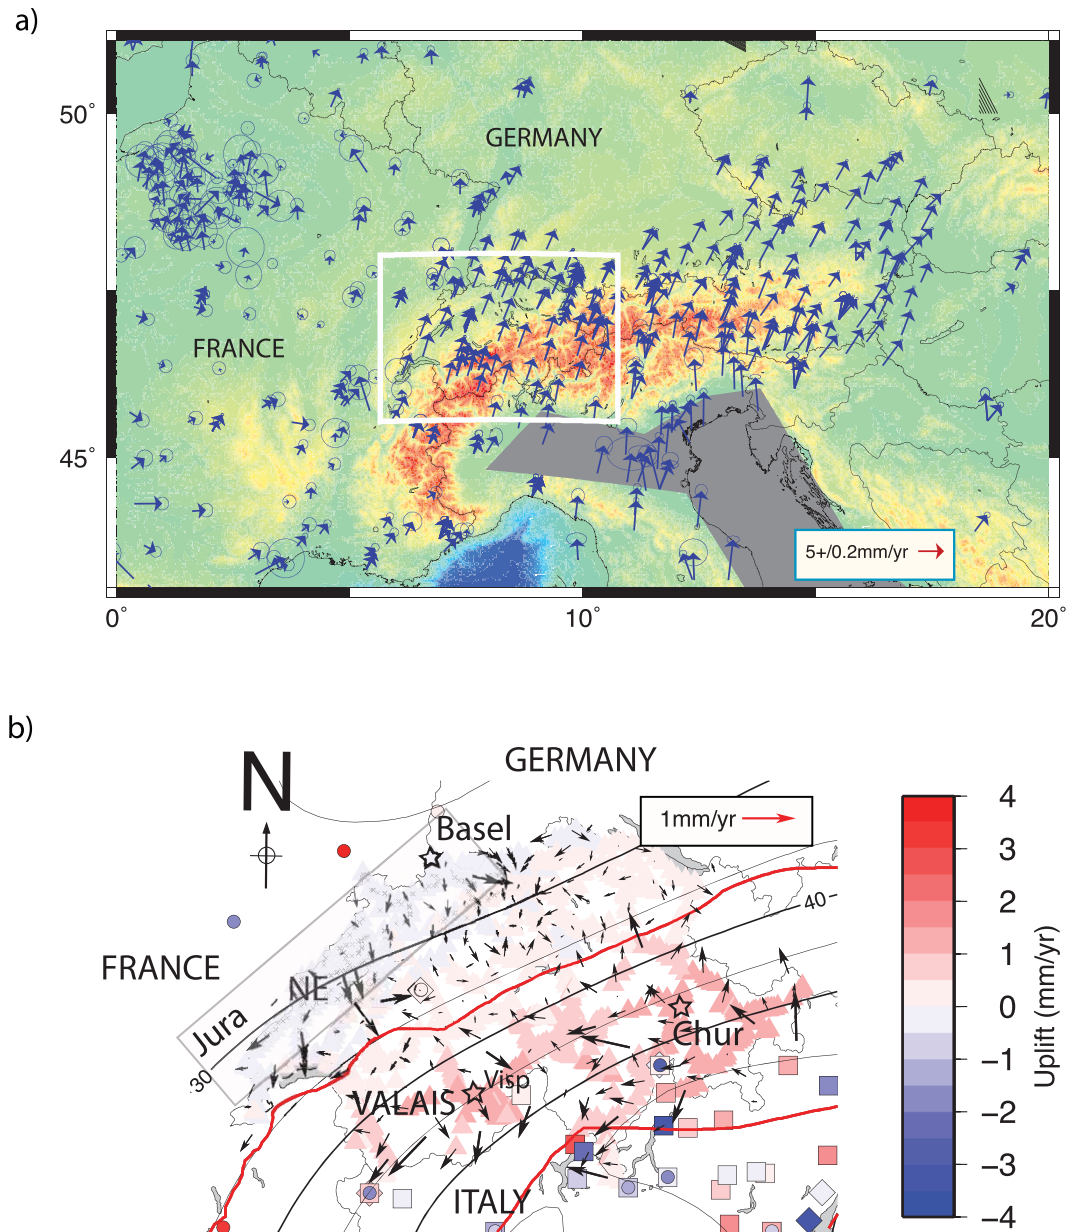 a)
50°
GERMANY
FRANCE
45°
5+/0.2mm/yr
0°
10°
20°
b)
GERMANY
N
1mm/yr
4
Basel
3
2
40
FRANCE
1
NE
0
Jura
Chur
Uplift (mm/yr)
30
−1
Visp
VALAIS
−2
−3
ITALY
−4